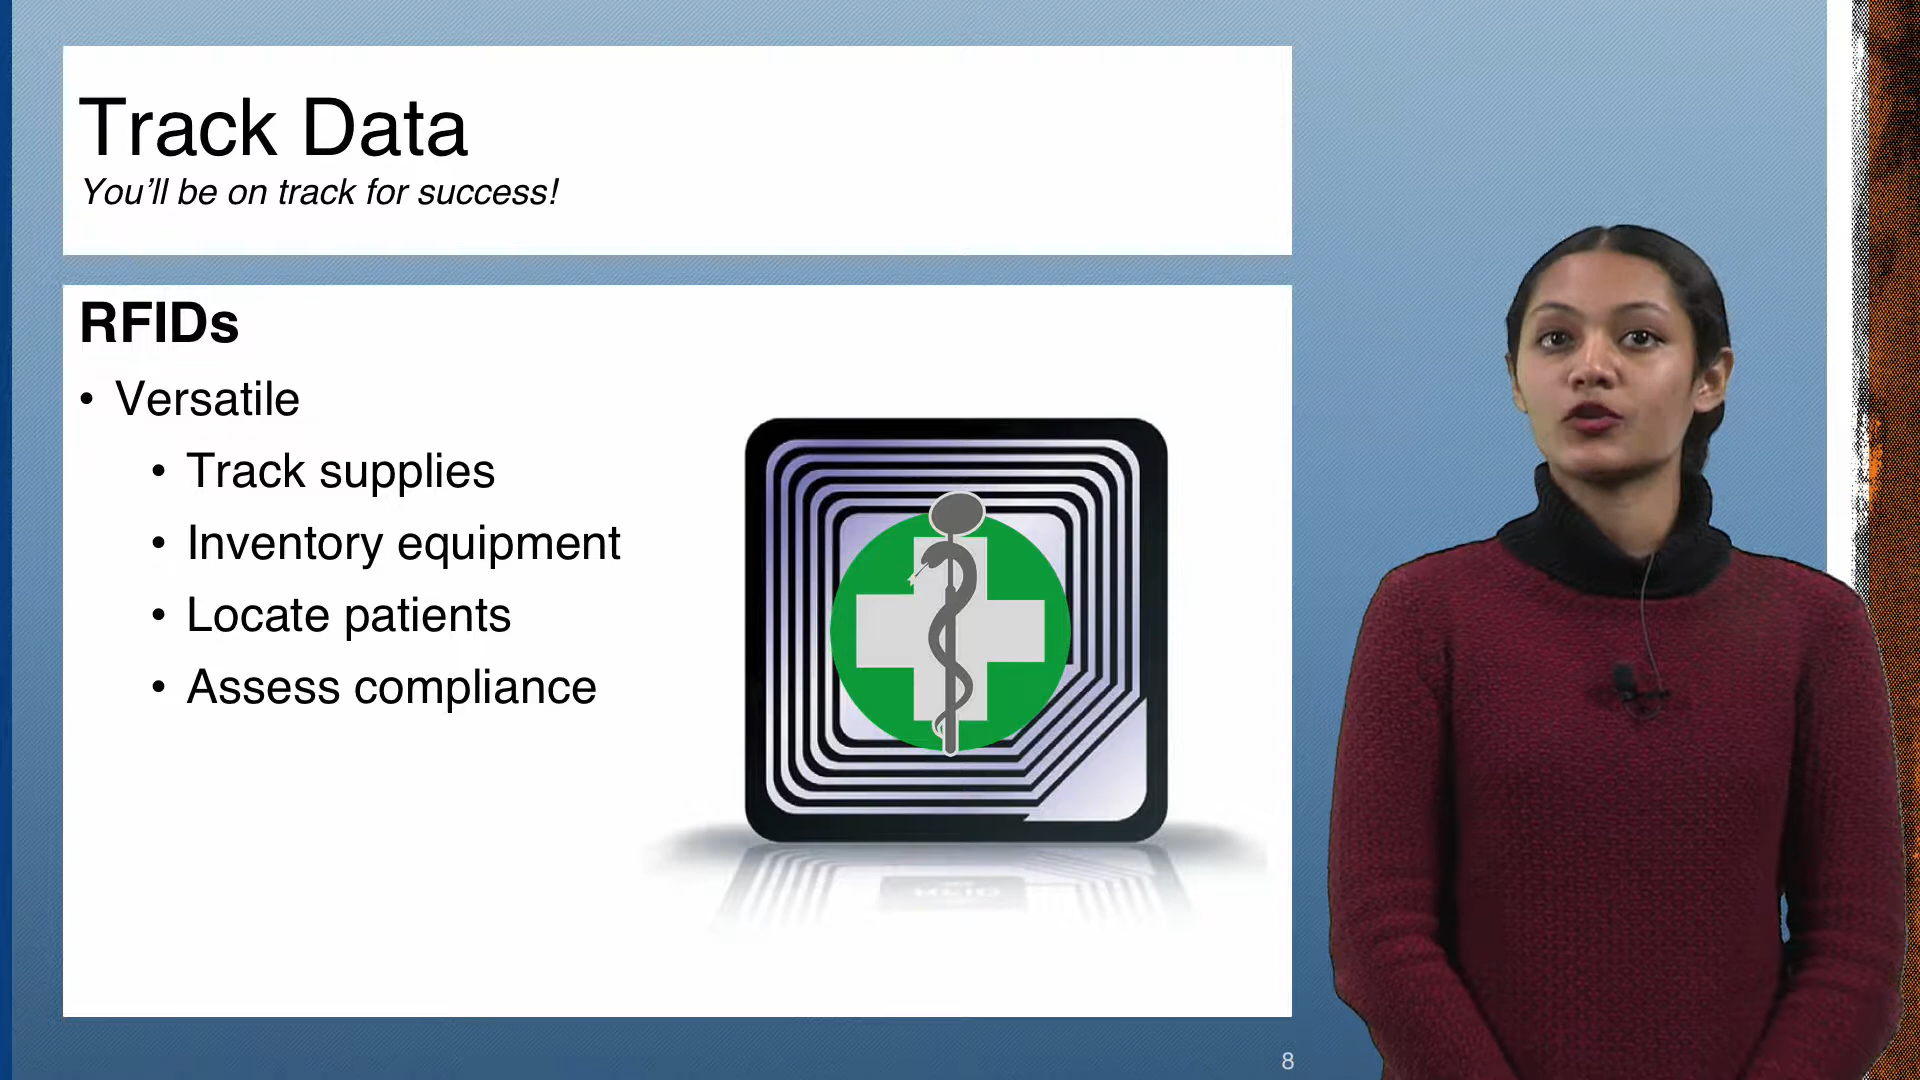 Track Data
You'll be on track for success!
RFIDs
• Versatile
• Track supplies
• Inventory equipment
• Locate patients
• Assess compliance
8